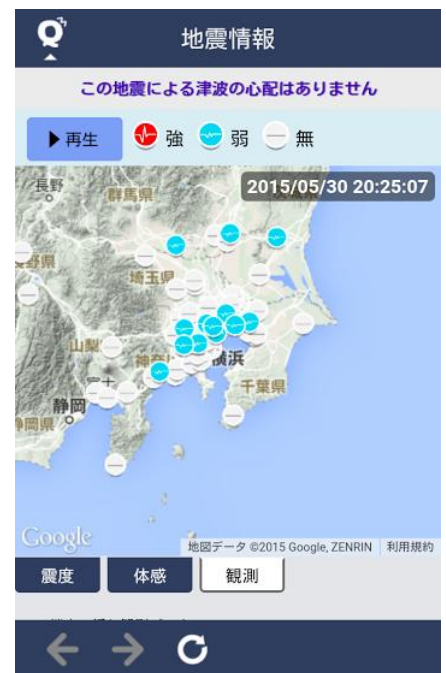 地震情報
この地震による津波の心配はありません
再生 強 弱 無
2015/05/30 20:25:07
長野
群馬県
埼玉県
山梨
横浜
千葉県
静岡
Google
地図データ ©2015 Google, ZENRIN 利用規約
震度 体感 観測